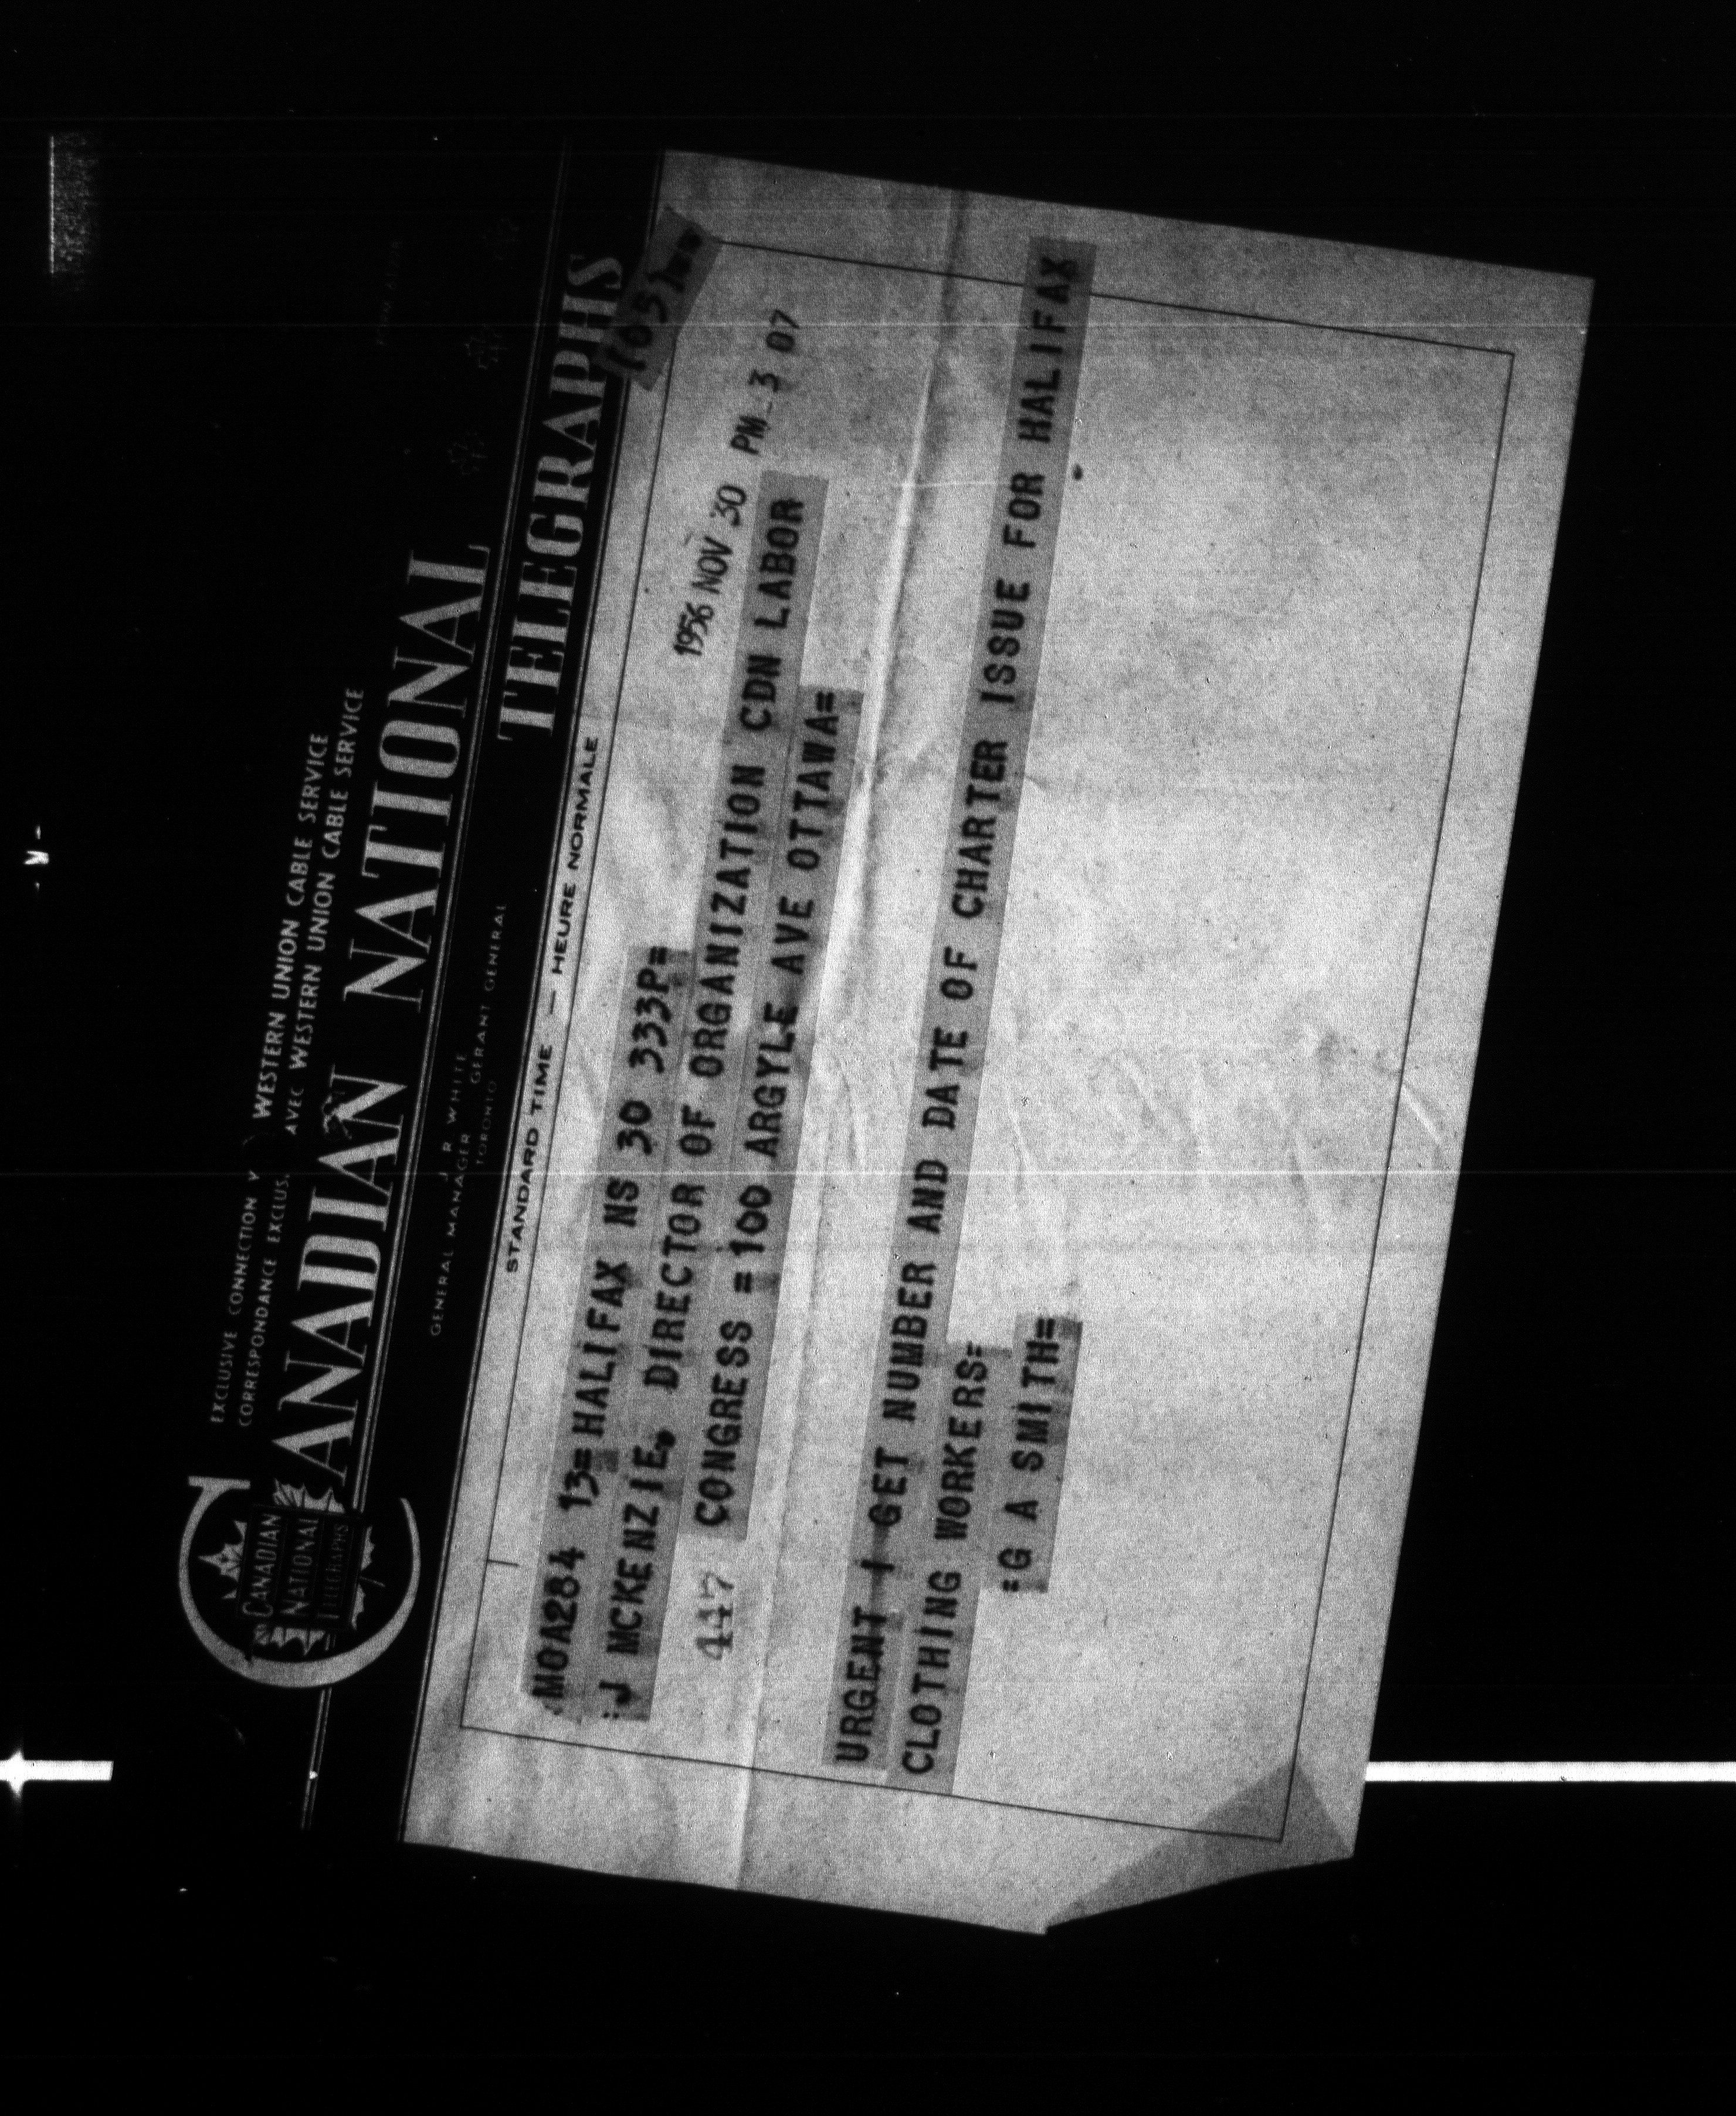 EXCLUSIVE CONNECTION WESTERN UNION CABLE SERVICE
CORRESPONDANCE EXCLUS. AVEC WESTERN UNION CABLE SERVICE
CANADIAN NATIONAL
TELEGRAPHS
CANADIAN
NATIONAL
TELEGRAPHS
J R WHITE
GENERAL MANAGER GERANT GENERAL
TORONTO
STANDARD TIME — HEURE NORMALE
(05)
1956 NOV 30 PM 3 07
MOA284 13=HALIFAX NS 30 333P=
:J MCKENZIE, DIRECTOR OF ORGANIZATION CDN LABOR
447 CONGRESS =100 ARGYLE AVE OTTAWA=
URGENT I GET NUMBER AND DATE OF CHARTER ISSUE FOR HALIFAX
CLOTHING WORKERS=
=G A SMITH=